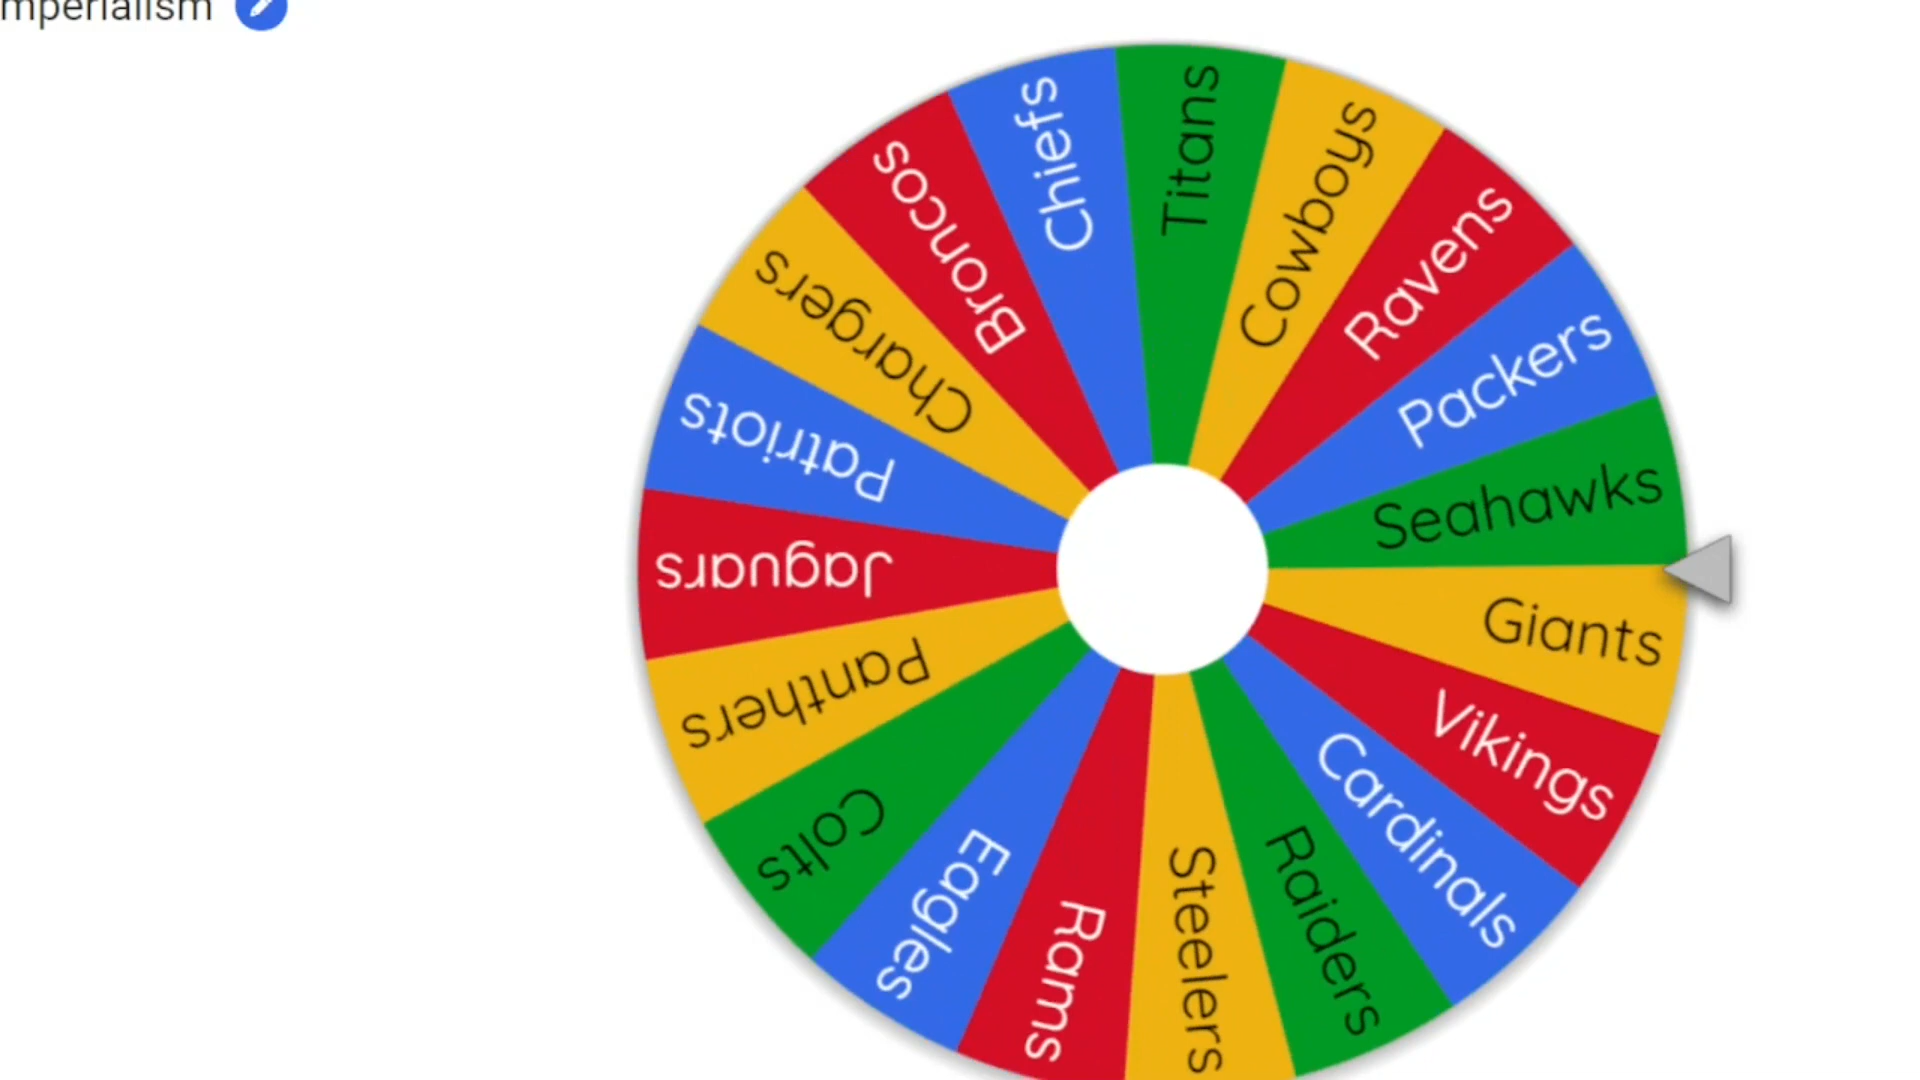 mperialism
Titans
Cowboys
Ravens
Packers
Seahawks
Giants
Vikings
Cardinals
Raiders
Steelers
Rams
Eagles
Colts
Panthers
Jaguars
Patriots
Chargers
Broncos
Chiefs